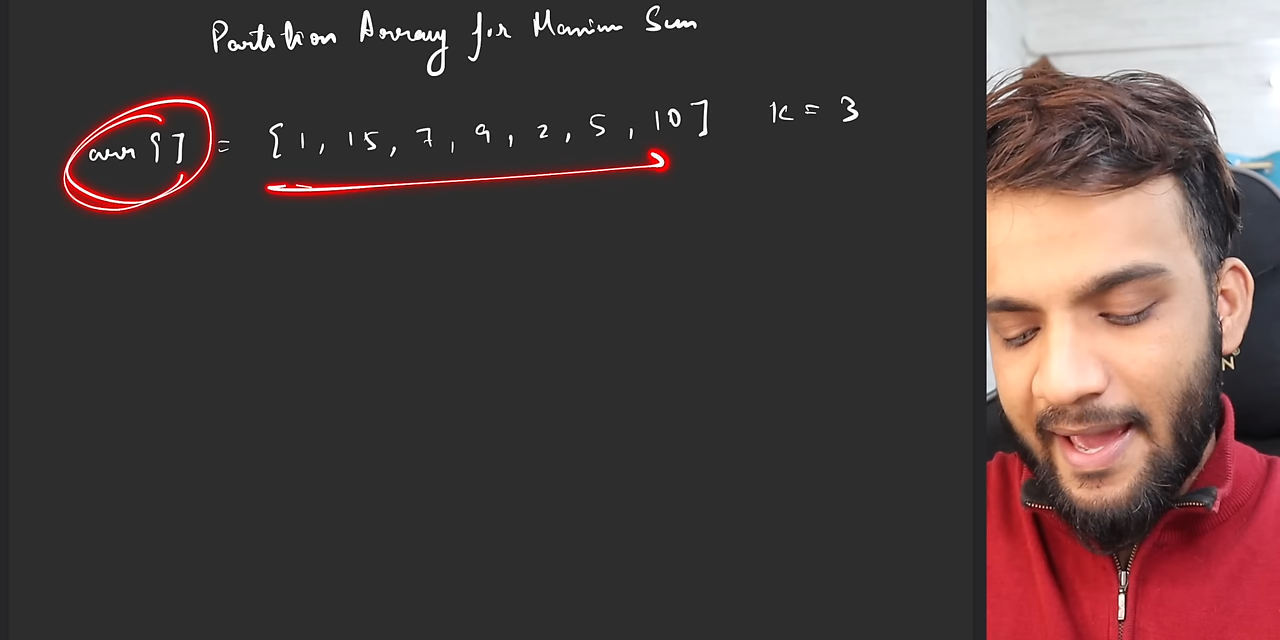 Partition Array for Maximum Sum
arr [] = { 1, 15, 7, 9, 2, 5, 10 ] K = 3
N